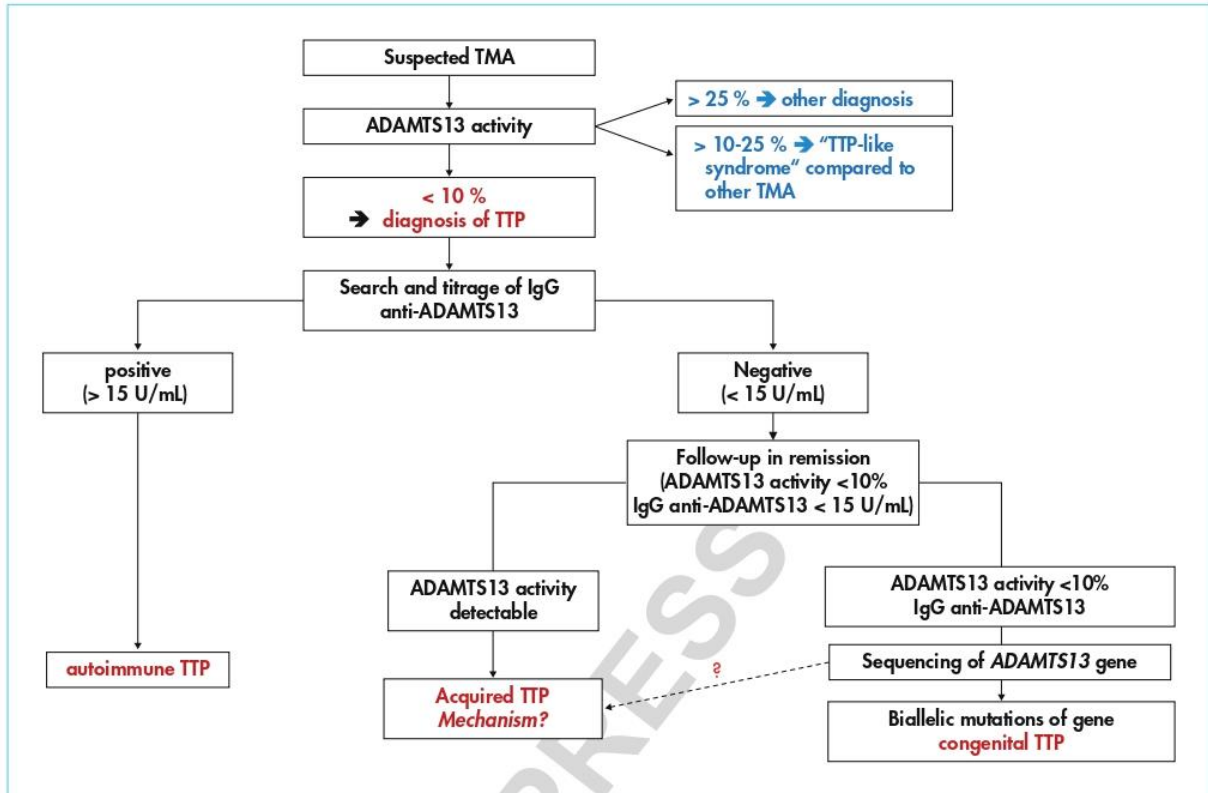 Suspected TMA
ADAMTS13 activity
> 25 % ➔ other diagnosis
> 10-25 % ➔ “TTP-like
syndrome“ compared to
other TMA
< 10 %
➔ diagnosis of TTP
Search and titrage of IgG
anti-ADAMTS13
positive
(> 15 U/mL)
Negative
(< 15 U/mL)
Follow-up in remission
(ADAMTS13 activity <10%
IgG anti-ADAMTS13 < 15 U/mL)
ADAMTS13 activity
detectable
ADAMTS13 activity <10%
IgG anti-ADAMTS13
autoimmune TTP
Sequencing of ADAMTS13 gene
?
Acquired TTP
Mechanism?
Biallelic mutations of gene
congenital TTP
PRESS